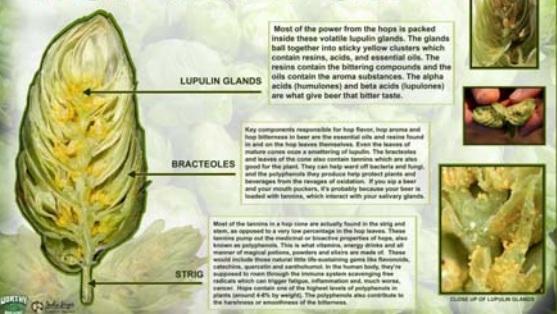 Most of the power from the hops is packed
inside these volatile lupulin glands. The glands
ball together into sticky yellow clusters which
contain resins, acids, and essential oils. The
resins contain the bittering compounds and the
oils contain the aroma substances. The alpha
acids (humulones) and beta acids (lupulones)
are what give beer that bitter taste.
LUPULIN GLANDS
Key components responsible for hop flavor, hop aroma and
hop bitterness in beer are the essential oils and resins found
in and on the hop leaves themselves. Even the leaves of
mature cones ooze a smattering of lupulin. The bracteoles
and leaves of the cone also contain tannins which are also
good for the plant. They can help ward off bacteria and fungi,
and the polyphenols they produce help protect plants and
beverages from the ravages of oxidation. If you sip a beer
and your mouth puckers, it's probably because your beer is
loaded with tannins, which interact with your salivary glands.
BRACTEOLES
Most of the tannins in a hop cone are actually found in the strig and
stem, as opposed to a very low percentage in the hop leaves. These
tannins pump out the medicinal or bioactive properties of hops, also
known as polyphenols. This is what vitamins, energy drinks and all
manner of magical potions, powders and elixirs are made of. These
would include those natural little life-sustaining gems like flavonoids,
catechins, quercetin and xanthohumol. In the human body, they're
supposed to roam through the immune system scavenging free
radicals which can trigger fatigue, inflammation and, much worse,
cancer. Hops contain one of the highest levels of polyphenols in
plants (around 4-6% by weight). The polyphenols also contribute to
the harshness or smoothness of the bitterness.
STRIG
WORTHY
CLOSE UP OF LUPULIN GLANDS